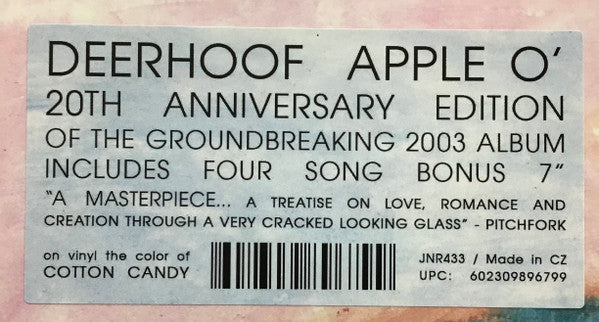 DEERHOOF APPLE O’
20TH ANNIVERSARY EDITION
OF THE GROUNDBREAKING 2003 ALBUM
INCLUDES FOUR SONG BONUS 7“
“A MASTERPIECE... A TREATISE ON LOVE, ROMANCE AND
CREATION THROUGH A VERY CRACKED LOOKING GLASS” - PITCHFORK
on vinyl the color of
COTTON CANDY
JNR433 / Made in CZ
UPC: 602309896799